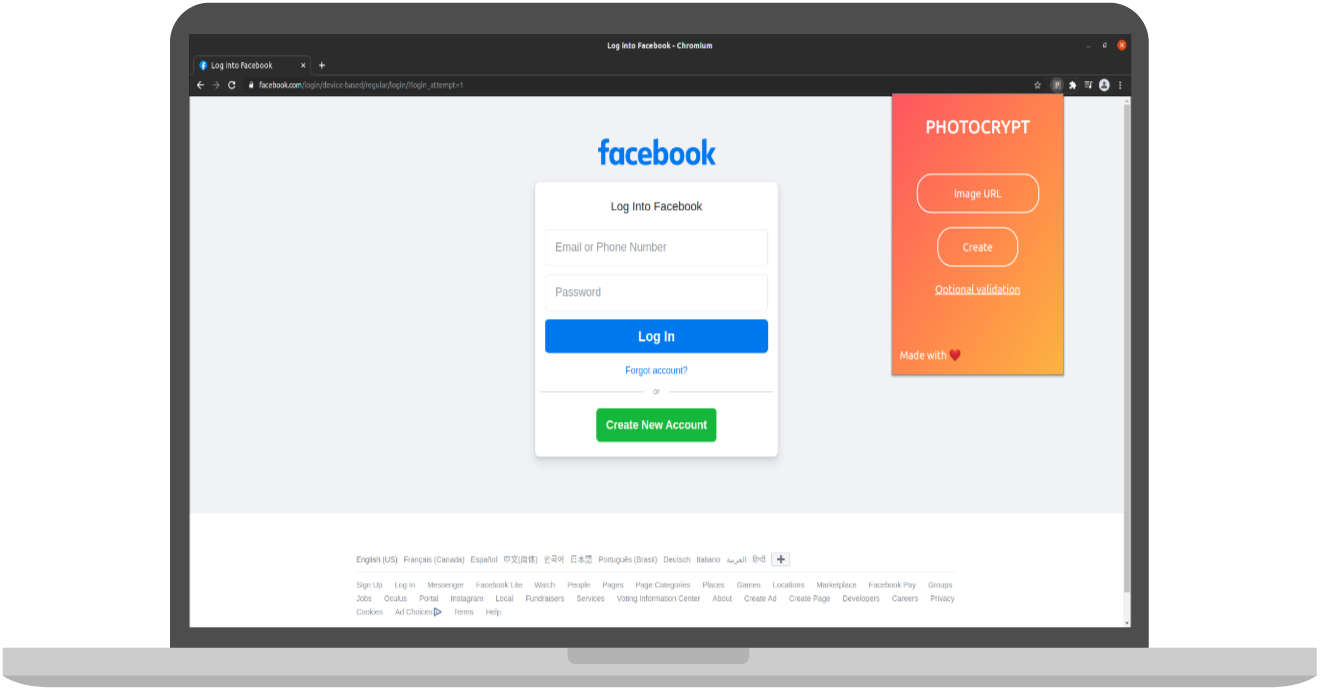 Log Into Facebook - Chromium
Log Into Facebook
facebook.com/login/device-based/regular/login/?login_attempt=1
P
PHOTOCRYPT
Image URL
Create
Optional validation
Made with ❤
facebook
Log Into Facebook
Email or Phone Number
Password
Log In
Forgot account?
or
Create New Account
English (US) Français (Canada) Español 中文(简体) 한국어 日本語 Português (Brasil) Deutsch Italiano العربية हिन्दी
Sign Up Log In Messenger Facebook Lite Watch People Pages Page Categories Places Games Locations Marketplace Facebook Pay Groups
Jobs Oculus Portal Instagram Local Fundraisers Services Voting Information Center About Create Ad Create Page Developers Careers Privacy
Cookies Ad Choices Terms Help